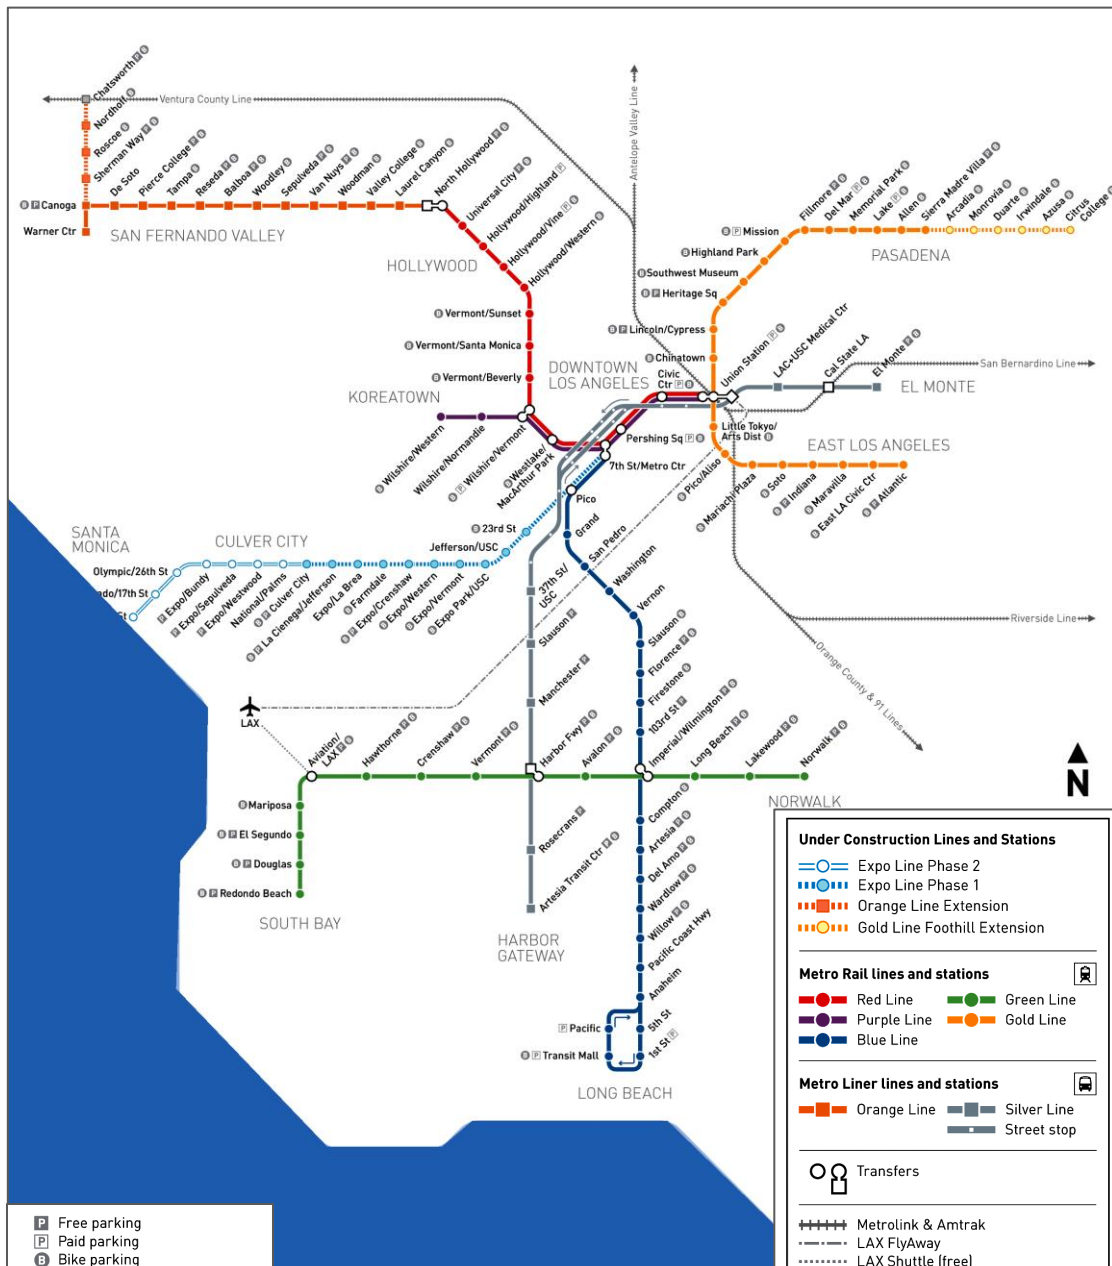 Chatsworth P B
Nordhoff B
Roscoe B
Sherman Way P B
B P Canoga
Warner Ctr
De Soto
Pierce College P B
Tampa B
Reseda P B
Balboa P B
Woodley B
Sepulveda P B
Van Nuys P B
Woodman B
Valley College B
Laurel Canyon B
North Hollywood P B
SAN FERNANDO VALLEY
Ventura County Line
Antelope Valley Line
Universal City P B
Hollywood/Highland P
Hollywood/Vine P B
Hollywood/Western B
HOLLYWOOD
B Vermont/Sunset
B Vermont/Santa Monica
B Vermont/Beverly
KOREATOWN
B Wilshire/Western
Wilshire/Normandie
B P Wilshire/Vermont
B Westlake/
MacArthur Park
DOWNTOWN
LOS ANGELES
Civic
Ctr P B
Pershing Sq P B
7th St/Metro Ctr
Union Station P B
Fillmore P B
Del Mar P B
Memorial Park B
Lake P B
Allen B
Sierra Madre Villa P B
Arcadia B
Monrovia B
Duarte B
Irwindale B
Azusa B
Citrus
College B
PASADENA
B P Mission
B Highland Park
B Southwest Museum
B P Heritage Sq
B P Lincoln/Cypress
B Chinatown
LAC+USC Medical Ctr
Cal State LA
El Monte P B
EL MONTE
San Bernardino Line
Little Tokyo/
Arts Dist B
EAST LOS ANGELES
B Pico/Aliso
B Mariachi Plaza
B Soto
B P Indiana
B Maravilla
B East LA Civic Ctr
B P Atlantic
Pico
B 23rd St
Jefferson/USC
Grand
San Pedro
Washington
Vernon
Slauson B
Florence P B
Firestone B
103rd St P
Imperial/Wilmington P B
SANTA
MONICA
CULVER CITY
Olympic/26th St
ado/17th St
St
P Expo/Bundy
P Expo/Sepulveda
P Expo/Westwood
National/Palms
B P Culver City
B P La Cienega/Jefferson
Expo/La Brea
B Farmdale
B P Expo/Crenshaw
B Expo/Western
B Expo/Vermont
B Expo Park/USC
37th St/
USC
Slauson P
Manchester P
Riverside Line
Orange County & 91 Lines
LAX
Aviation/
LAX P B
Hawthorne P B
Crenshaw P B
Vermont P B
Harbor Fwy P B
Avalon P B
Long Beach P B
Lakewood P B
Norwalk P B
NORWALK
B Mariposa
B P El Segundo
B P Douglas
B P Redondo Beach
SOUTH BAY
Rosecrans P
Artesia Transit Ctr P B
HARBOR
GATEWAY
Compton B
Artesia P B
Del Amo P B
Wardlow P B
Willow P B
Pacific Coast Hwy
Anaheim
5th St
1st St P
P Pacific
B P Transit Mall
LONG BEACH
N
Under Construction Lines and Stations
Expo Line Phase 2
Expo Line Phase 1
Orange Line Extension
Gold Line Foothill Extension
Metro Rail lines and stations
Red Line
Green Line
Purple Line
Gold Line
Blue Line
Metro Liner lines and stations
Orange Line
Silver Line
Street stop
Transfers
Metrolink & Amtrak
LAX FlyAway
LAX Shuttle (free)
P Free parking
P Paid parking
B Bike parking